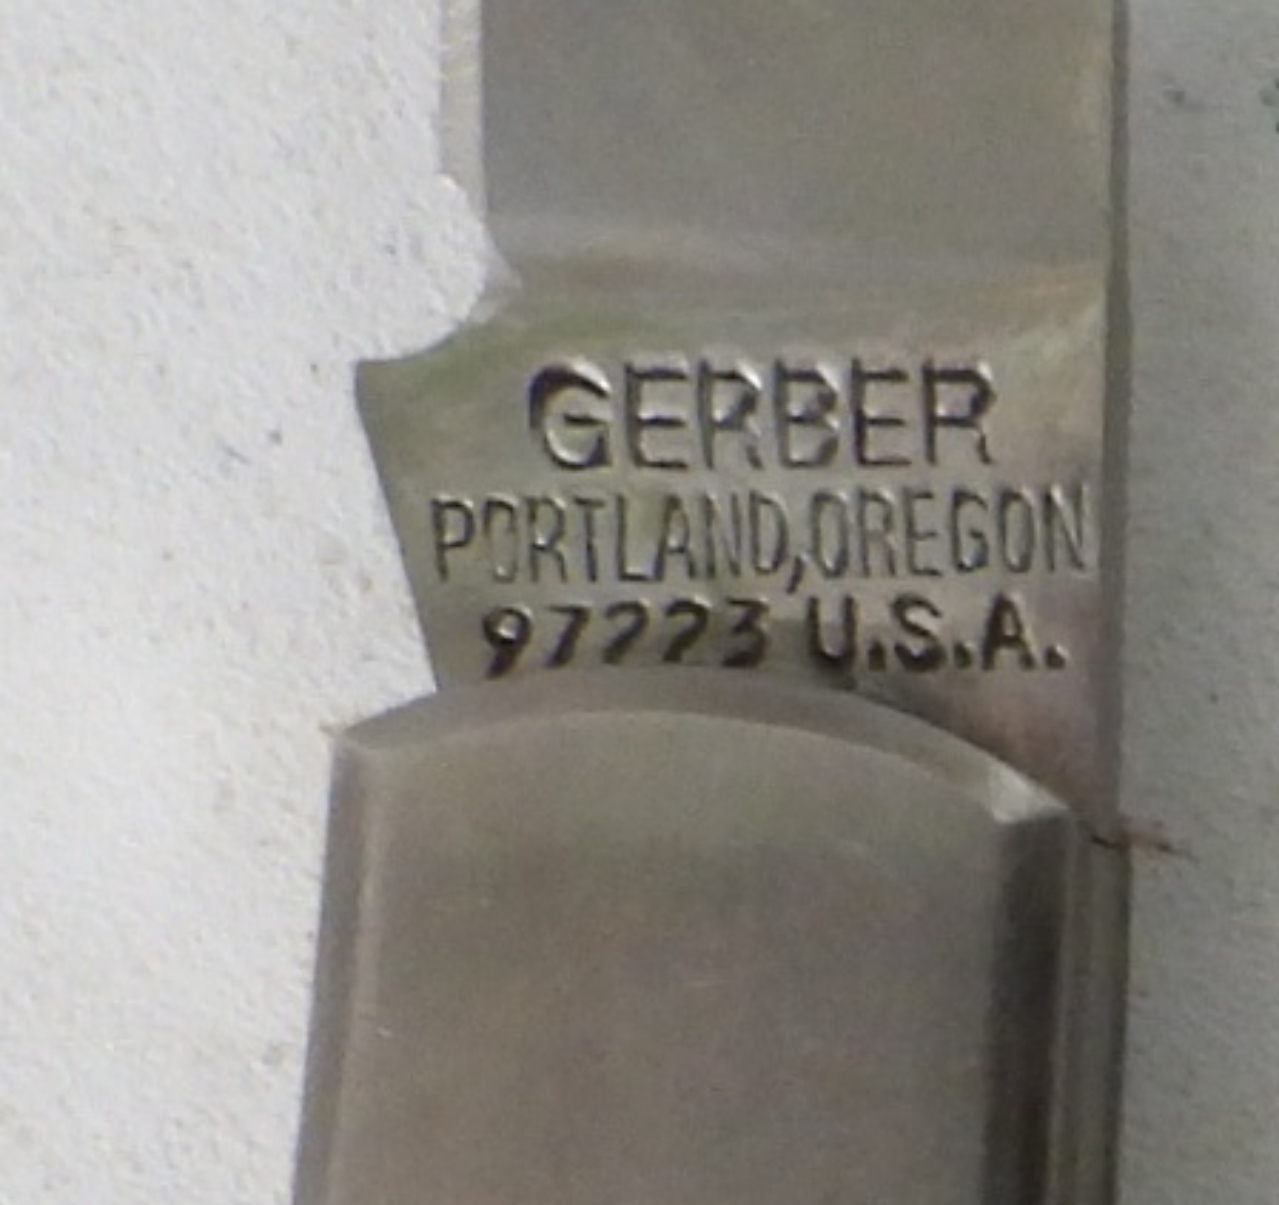 GERBER
PORTLAND,OREGON
97223 U.S.A.